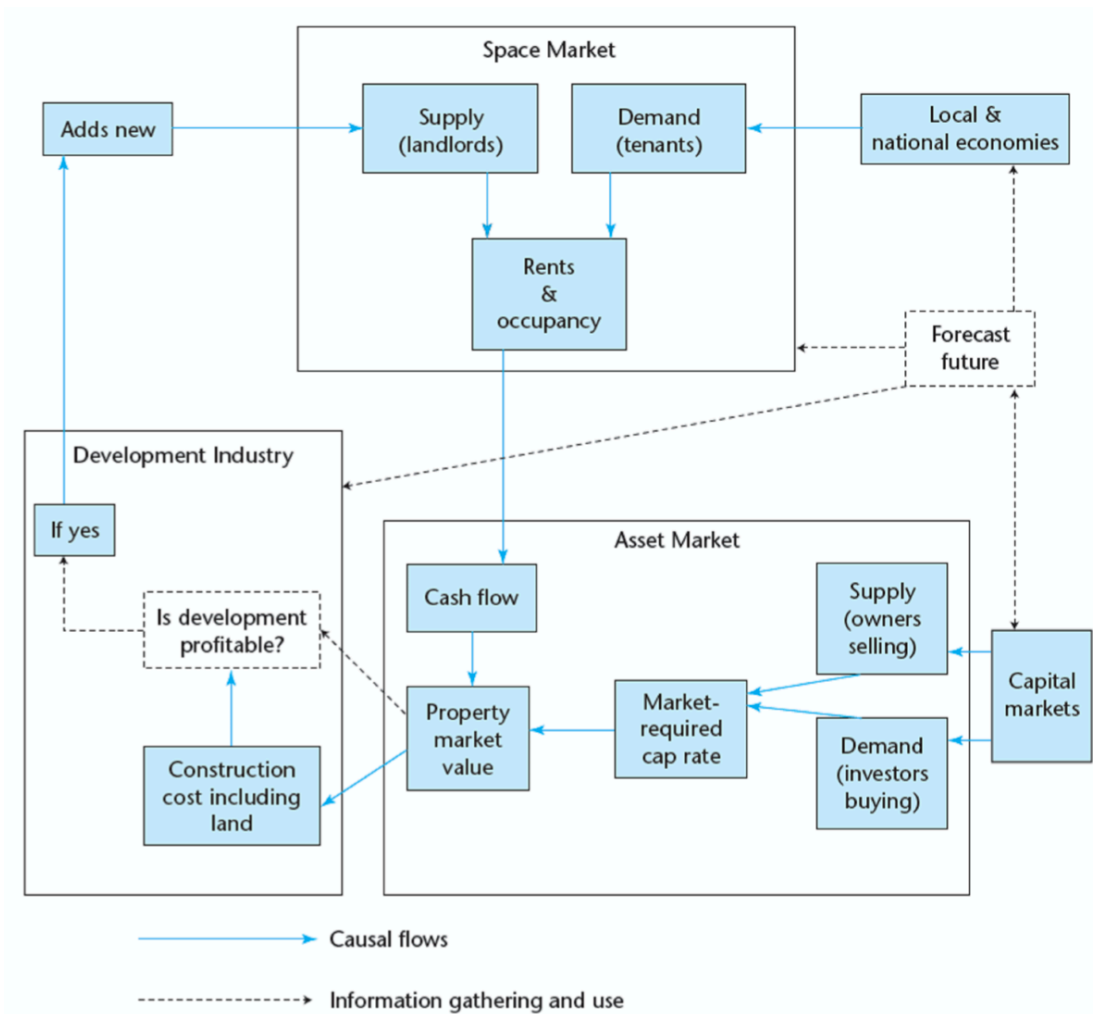 Space Market
Adds new
Supply
(landlords)
Demand
(tenants)
Local &
national economies
Rents
&
occupancy
Forecast
future
Development Industry
If yes
Is development
profitable?
Construction
cost including
land
Asset Market
Cash flow
Property
market
value
Market-
required
cap rate
Supply
(owners
selling)
Demand
(investors
buying)
Capital
markets
Causal flows
Information gathering and use